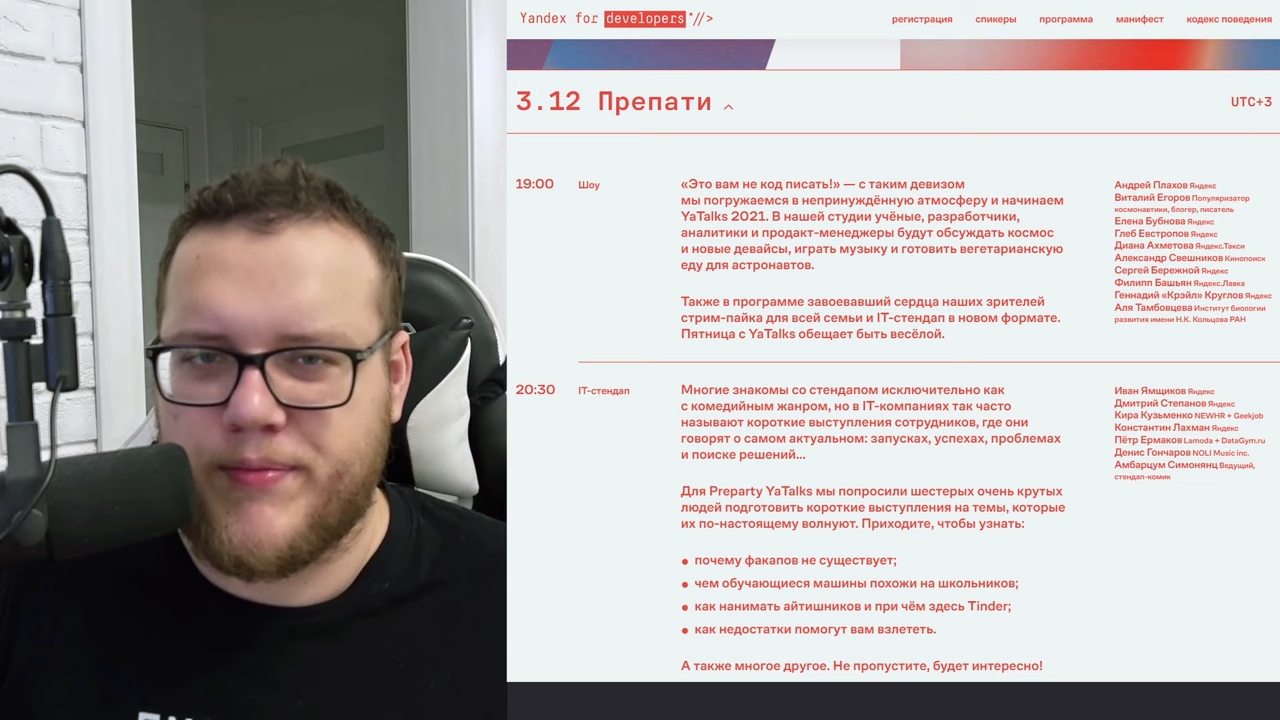 Yandex for developers *//>
регистрация
спикеры
программа
манифест
кодекс поведения
3.12 Препати
UTC+3
19:00
Шоу
«Это вам не код писать!» — с таким девизом
мы погружаемся в непринуждённую атмосферу и начинаем
YaTalks 2021. В нашей студии учёные, разработчики,
аналитики и продакт-менеджеры будут обсуждать космос
и новые девайсы, играть музыку и готовить вегетарианскую
еду для астронавтов.
Также в программе завоевавший сердца наших зрителей
стрим-пайка для всей семьи и IT-стендап в новом формате.
Пятница с YaTalks обещает быть весёлой.
Андрей Плахов Яндекс
Виталий Егоров Популяризатор
космонавтики, блогер, писатель
Елена Бубнова Яндекс
Глеб Евстропов Яндекс
Диана Ахметова Яндекс.Такси
Александр Свешников Кинопоиск
Сергей Бережной Яндекс
Филипп Башьян Яндекс.Лавка
Геннадий «Крэйл» Круглов Яндекс
Аля Тамбовцева Институт биологии
развития имени Н.К. Кольцова РАН
20:30
IT-стендап
Многие знакомы со стендапом исключительно как
с комедийным жанром, но в IT-компаниях так часто
называют короткие выступления сотрудников, где они
говорят о самом актуальном: запусках, успехах, проблемах
и поиске решений...
Для Preparty YaTalks мы попросили шестерых очень крутых
людей подготовить короткие выступления на темы, которые
их по-настоящему волнуют. Приходите, чтобы узнать:
● почему факапов не существует;
● чем обучающиеся машины похожи на школьников;
● как нанимать айтишников и при чём здесь Tinder;
● как недостатки помогут вам взлететь.
А также многое другое. Не пропустите, будет интересно!
Иван Ямщиков Яндекс
Дмитрий Степанов Яндекс
Кира Кузьменко NEWHR + Geekjob
Константин Лахман Яндекс
Пётр Ермаков Lamoda + DataGym.ru
Денис Гончаров NOLI Music inc.
Амбарцум Симонянц Ведущий,
стендап-комик